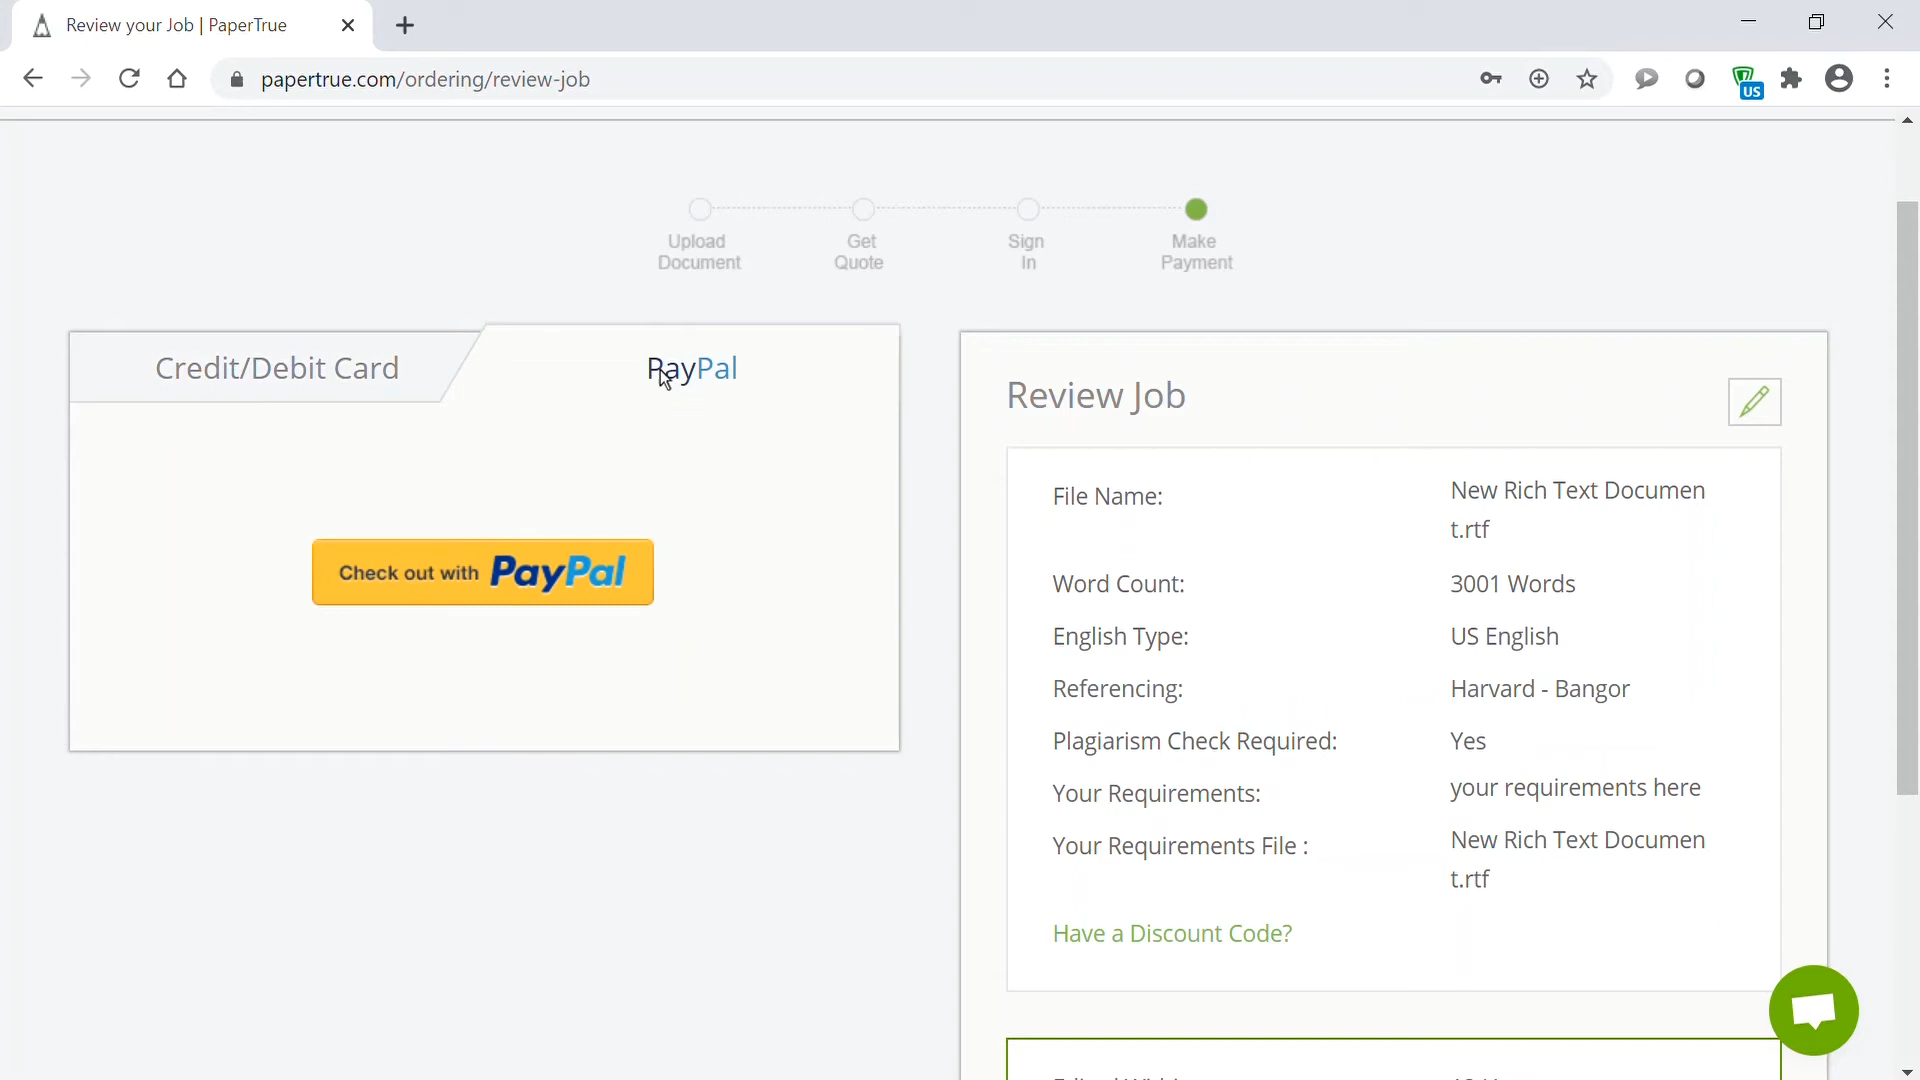 Review your Job | PaperTrue
papertrue.com/ordering/review-job
US
Upload Document
Get Quote
Sign In
Make Payment
Credit/Debit Card
PayPal
Check out with PayPal
Review Job
File Name:
New Rich Text Documen
t.rtf
Word Count:
3001 Words
English Type:
US English
Referencing:
Harvard - Bangor
Plagiarism Check Required:
Yes
Your Requirements:
your requirements here
Your Requirements File :
New Rich Text Documen
t.rtf
Have a Discount Code?